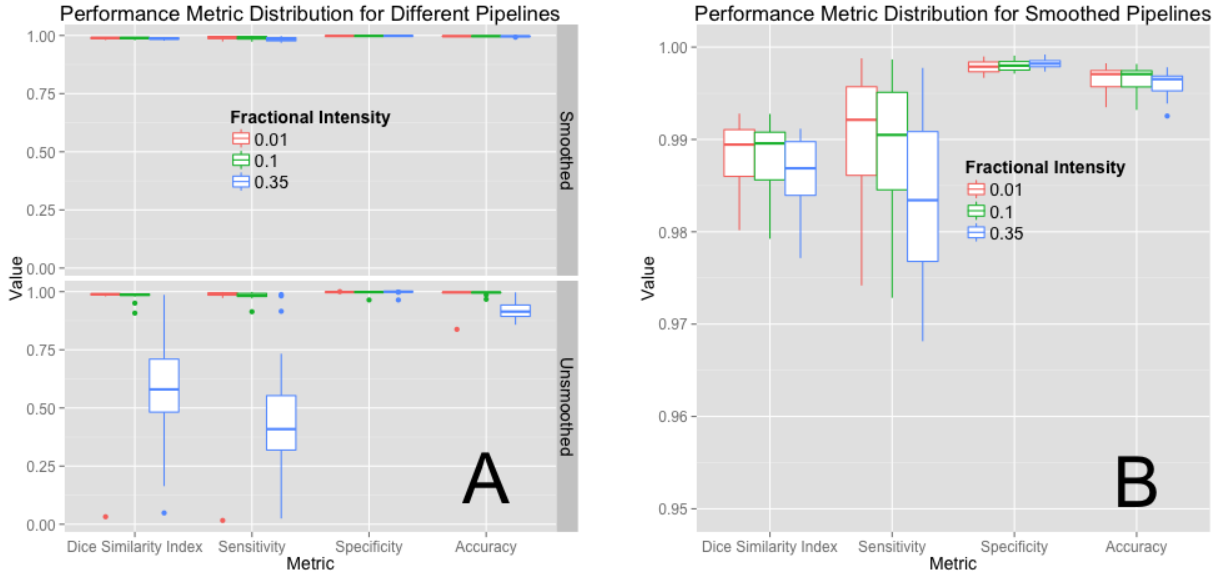 Performance Metric Distribution for Different Pipelines
1.00
0.75
0.50
0.25
0.00
Fractional Intensity
0.01
0.1
0.35
Smoothed
Value
1.00
0.75
0.50
0.25
0.00
Unsmoothed
A
Dice Similarity Index
Sensitivity
Specificity
Accuracy
Metric
Performance Metric Distribution for Smoothed Pipelines
1.00
0.99
0.98
0.97
0.96
0.95
Value
Fractional Intensity
0.01
0.1
0.35
B
Dice Similarity Index
Sensitivity
Specificity
Accuracy
Metric